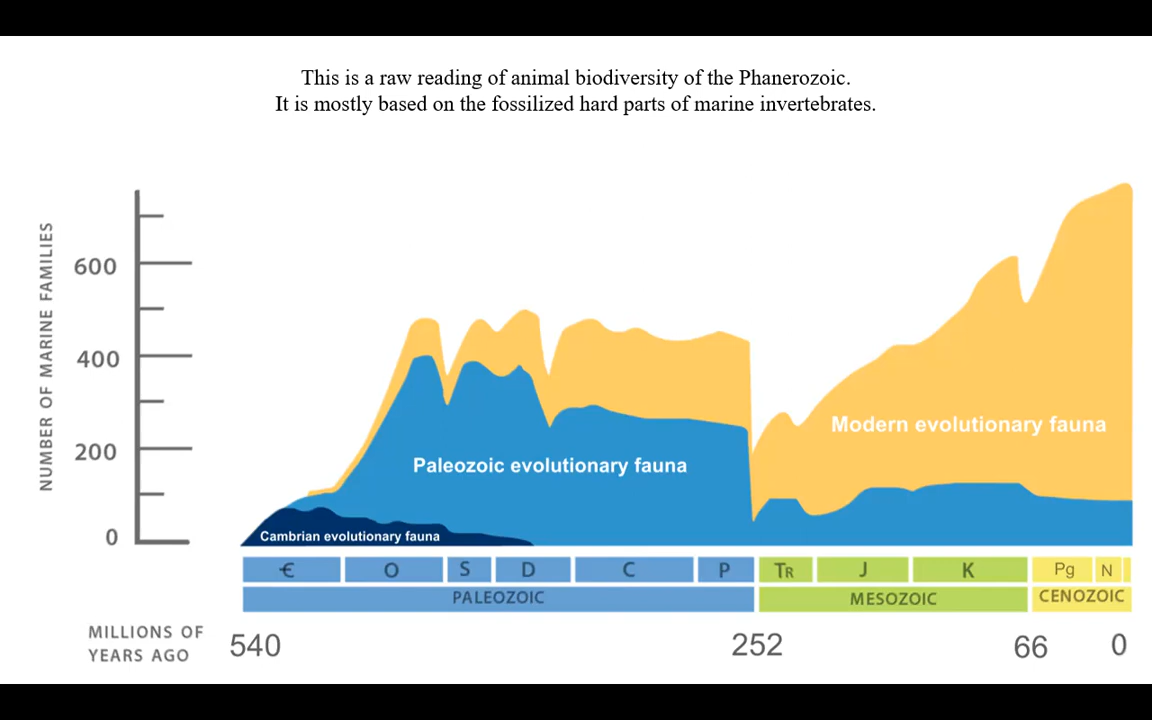 This is a raw reading of animal biodiversity of the Phanerozoic.
It is mostly based on the fossilized hard parts of marine invertebrates.
NUMBER OF MARINE FAMILIES
600
400
200
0
Modern evolutionary fauna
Paleozoic evolutionary fauna
Cambrian evolutionary fauna
€ O S D C P TR J K Pg N
PALEOZOIC MESOZOIC CENOZOIC
MILLIONS OF
YEARS AGO
540 252 66 0